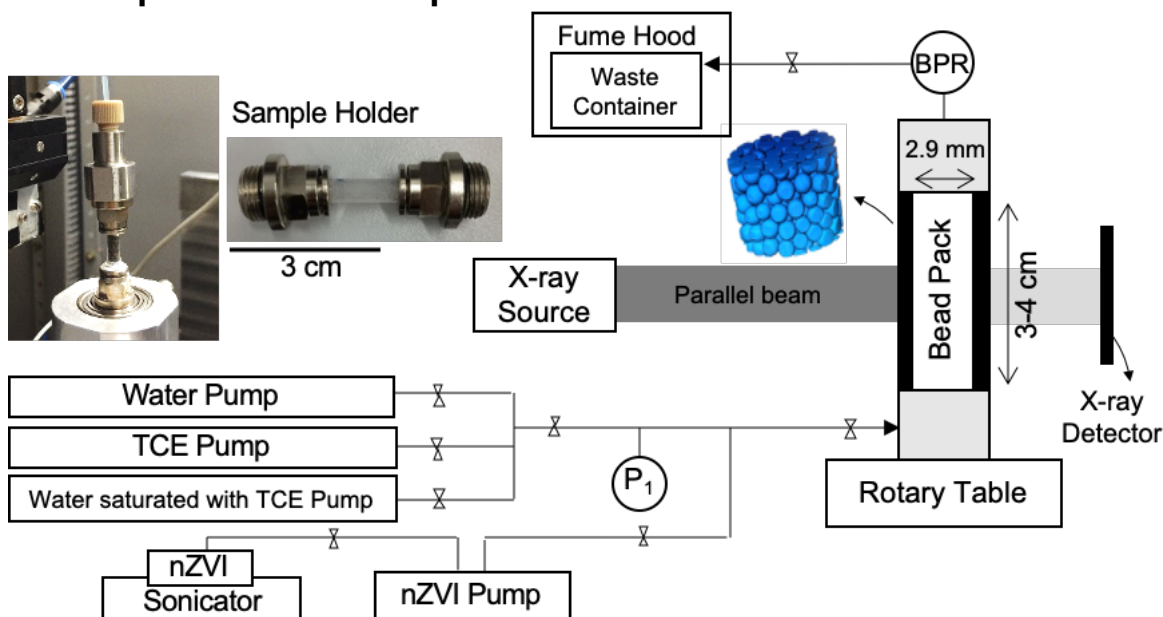 Fume Hood
Waste
Container
BPR
Sample Holder
3 cm
2.9 mm
Bead Pack
3-4 cm
X-ray
Source
Parallel beam
X-ray
Detector
Water Pump
TCE Pump
Water saturated with TCE Pump
P₁
Rotary Table
nZVI
Sonicator
nZVI Pump